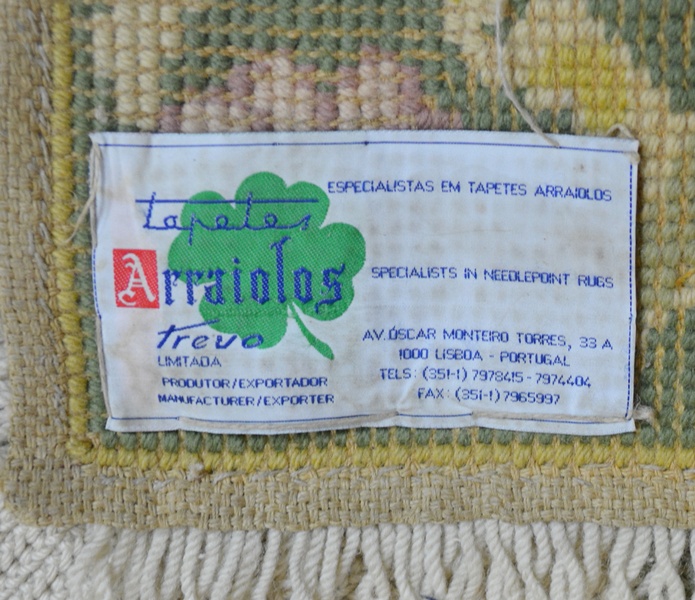 tapetes
Arraiolos
trevo
LIMITADA
PRODUTOR/EXPORTADOR
MANUFACTURER/EXPORTER
ESPECIALISTAS EM TAPETES ARRAIOLOS
SPECIALISTS IN NEEDLEPOINT RUGS
AV.ÓSCAR MONTEIRO TORRES, 33 A
1000 LISBOA - PORTUGAL
TELS: (351-1) 7978415 - 7974404
FAX: (351-1) 7965997